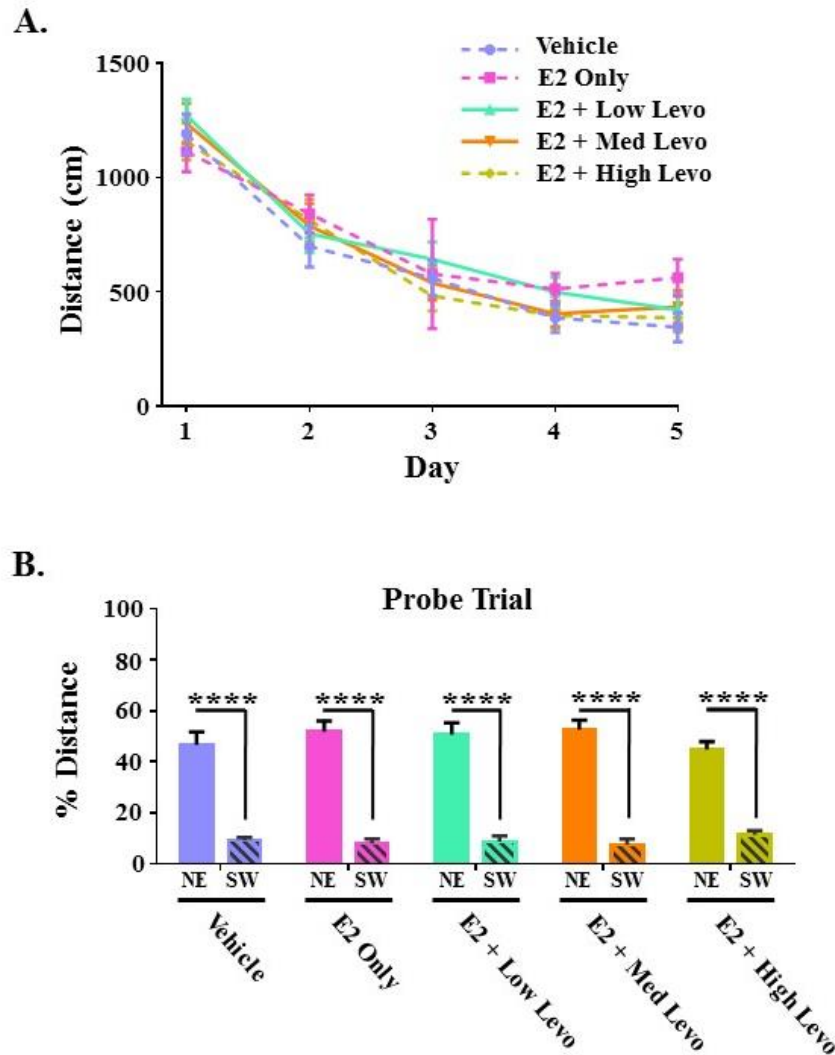 A.
Vehicle
E2 Only
E2 + Low Levo
E2 + Med Levo
E2 + High Levo
1500
1000
500
0
Distance (cm)
1 2 3 4 5
Day
B.
Probe Trial
100
80
60
40
20
0
% Distance
**** **** **** **** ****
NE SW NE SW NE SW NE SW NE SW
Vehicle
E2 Only
E2 + Low Levo
E2 + Med Levo
E2 + High Levo